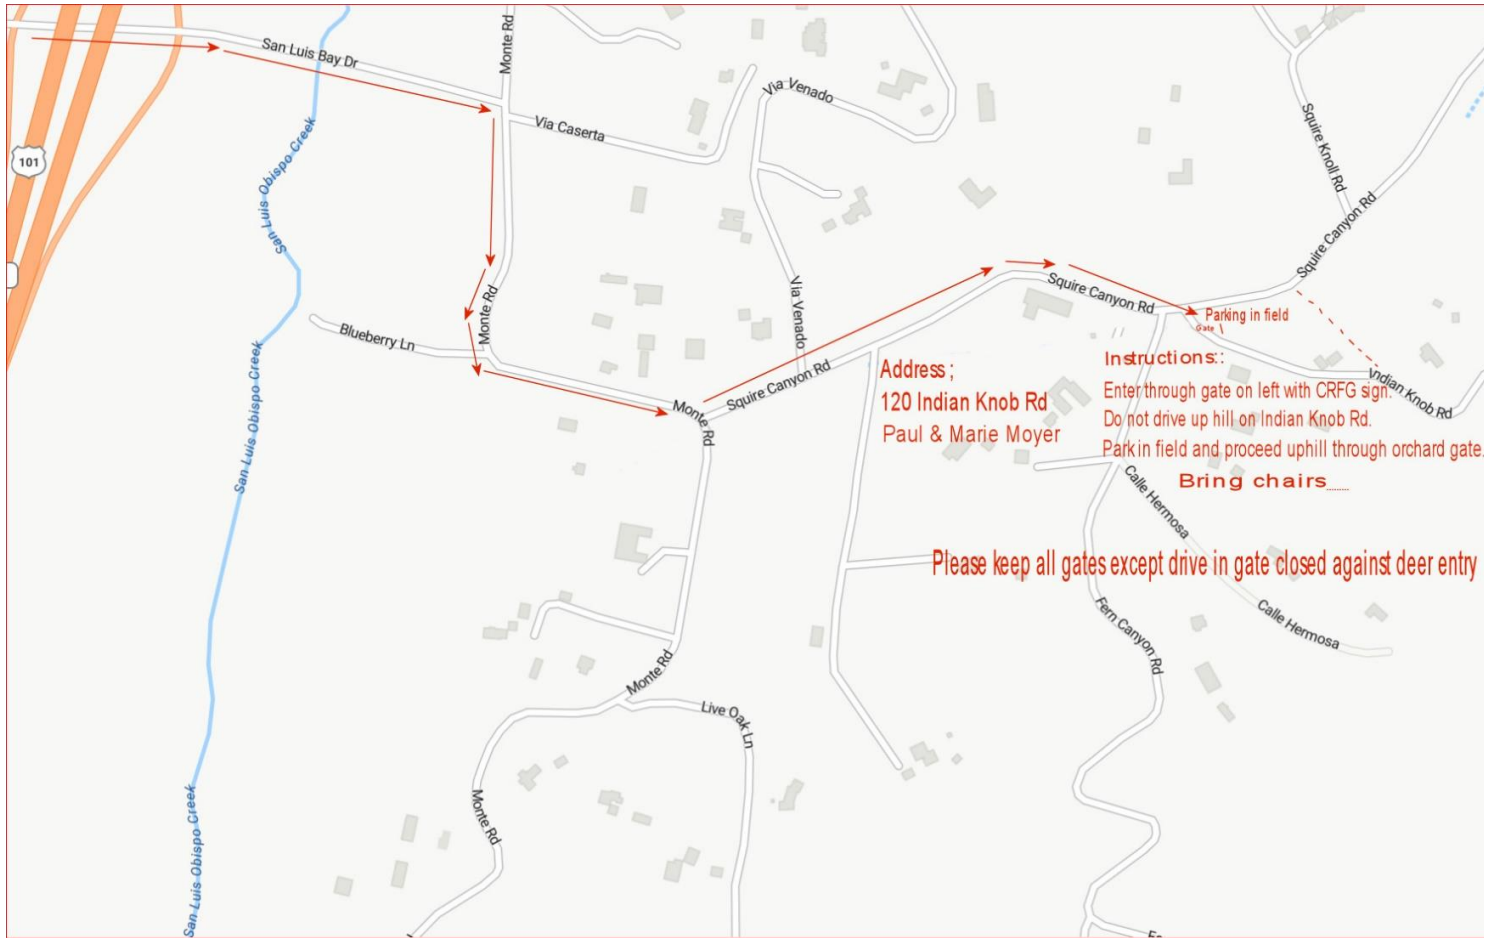 Monte Rd
San Luis Bay Dr
Via Venado
Via Caserta
101
San Luis Obispo Creek
San Luis Obispo Creek
Squire Knoll Rd
Squire Canyon Rd
Squire Canyon Rd
Via Venado
Monte Rd
Blueberry Ln
Parking in field
Gate
Squire Canyon Rd
Indian Knob Rd
Monte Rd
Address ;
120 Indian Knob Rd
Paul & Marie Moyer
Instructions::
Enter through gate on left with CRFG sign.
Do not drive up hill on Indian Knob Rd.
Park in field and proceed uphill through orchard gate.
Bring chairs........
San Luis Obispo Creek
Calle Hermosa
Please keep all gates except drive in gate closed against deer entry
Fern Canyon Rd
Calle Hermosa
Monte Rd
Live Oak Ln
Monte Rd
San Luis Obispo Creek